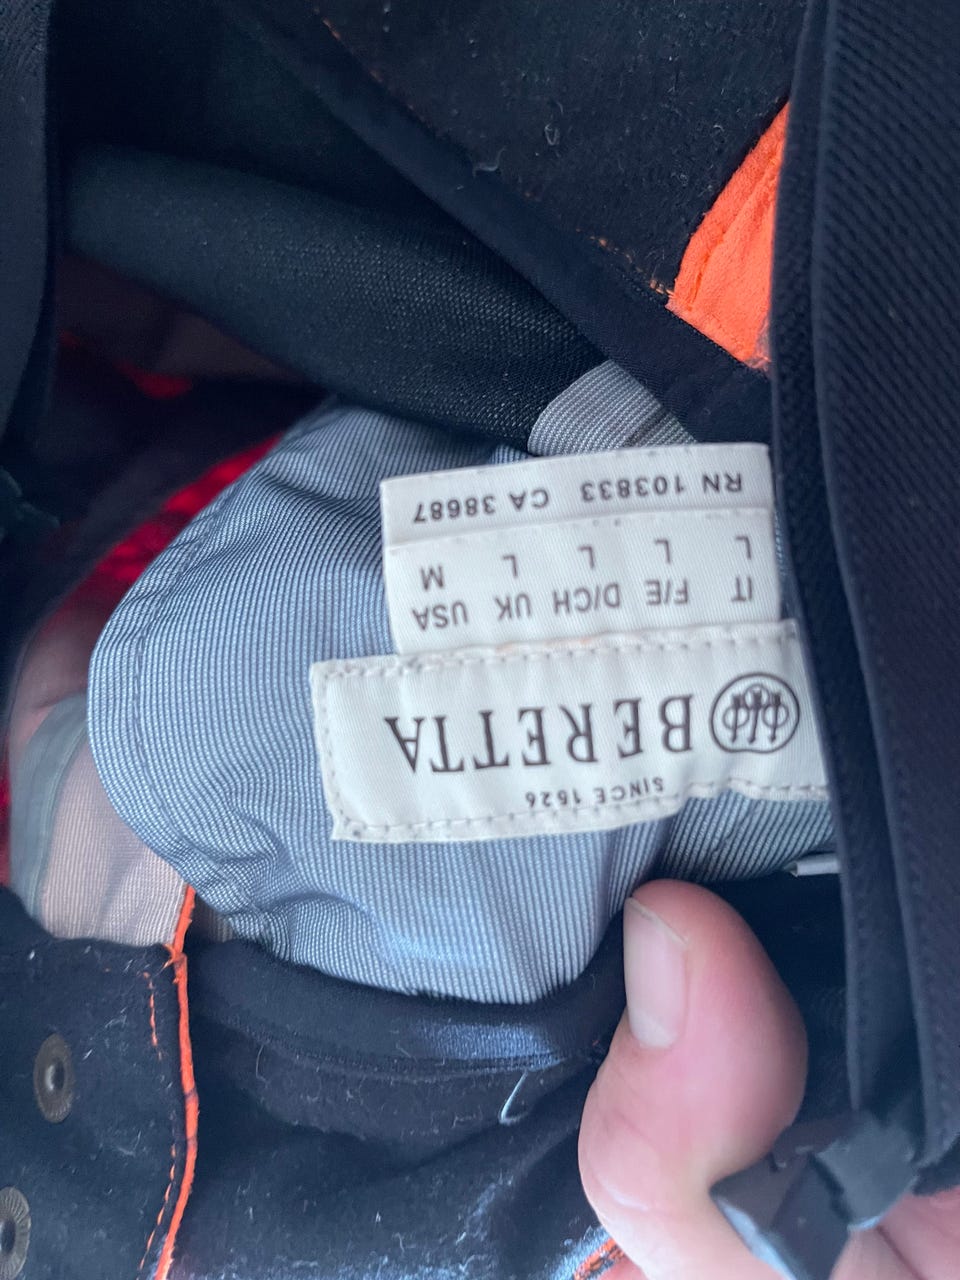 SINCE 1526
BERETTA
IT F/E D/CH UK USA
L L L L M
RN 103833 CA 38687